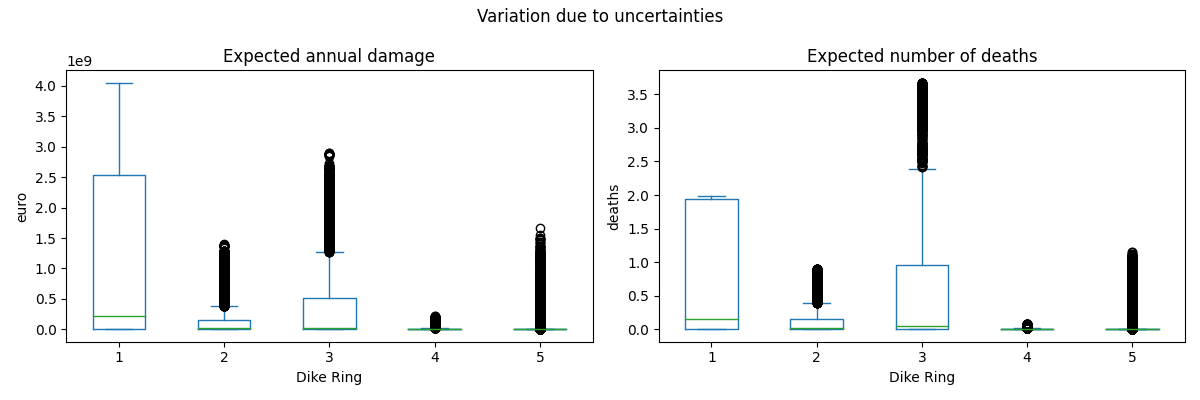 Variation due to uncertainties
Expected annual damage
1e9
4.0
3.5
3.0
2.5
2.0
1.5
1.0
0.5
0.0
euro
1 2 3 4 5
Dike Ring
Expected number of deaths
3.5
3.0
2.5
2.0
1.5
1.0
0.5
0.0
deaths
1 2 3 4 5
Dike Ring